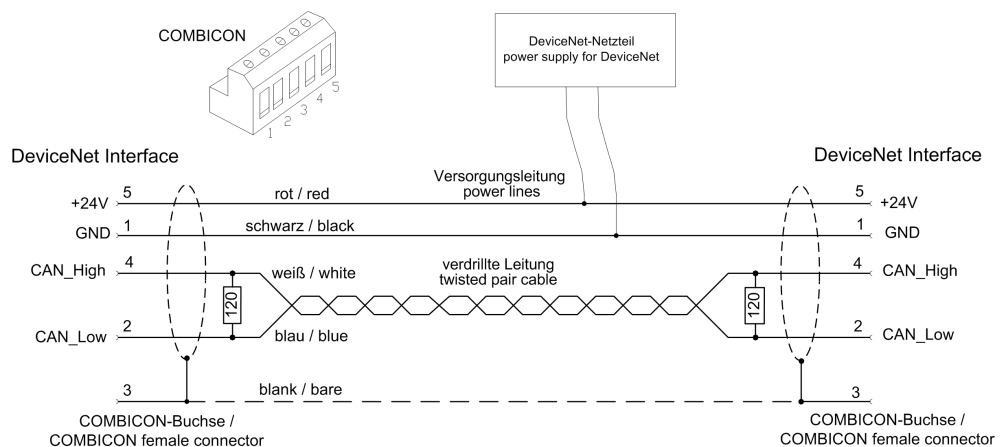 COMBICON
1 2 3 4 5
DeviceNet-Netzteil
power supply for DeviceNet
DeviceNet Interface
DeviceNet Interface
Versorgungsleitung
power lines
+24V 5 rot / red 5 +24V
GND 1 schwarz / black 1 GND
CAN_High 4 weiß / white 4 CAN_High
verdrillte Leitung
twisted pair cable
120 120
CAN_Low 2 blau / blue 2 CAN_Low
3 blank / bare 3
COMBICON-Buchse /
COMBICON female connector
COMBICON-Buchse /
COMBICON female connector